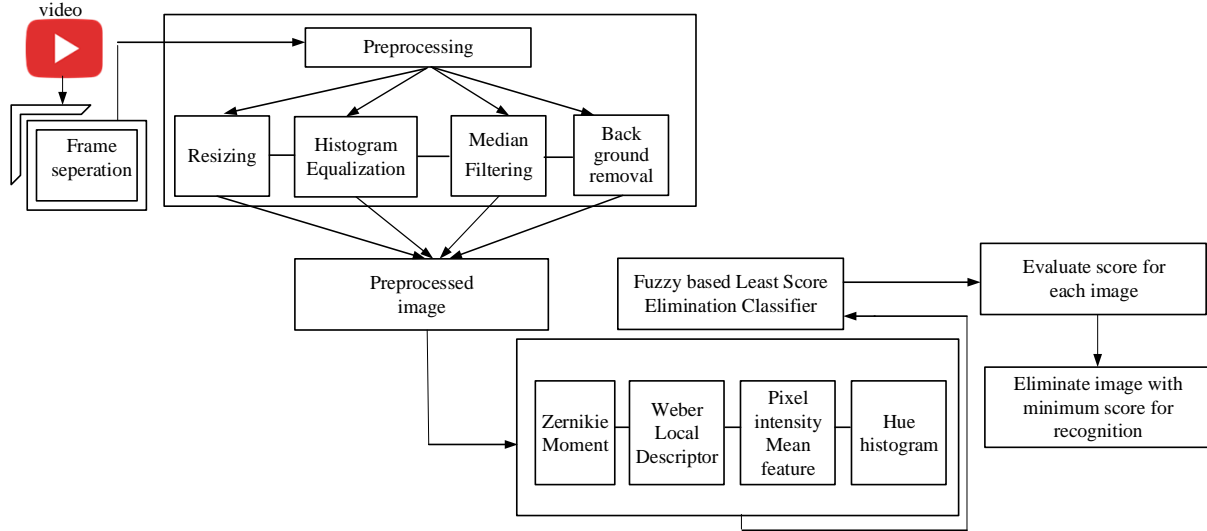 video
Frame
seperation
Preprocessing
Resizing
Histogram
Equalization
Median
Filtering
Back
ground
removal
Preprocessed
image
Zernikie
Moment
Weber
Local
Descriptor
Pixel
intensity
Mean
feature
Hue
histogram
Fuzzy based Least Score
Elimination Classifier
Evaluate score for
each image
Eliminate image with
minimum score for
recognition